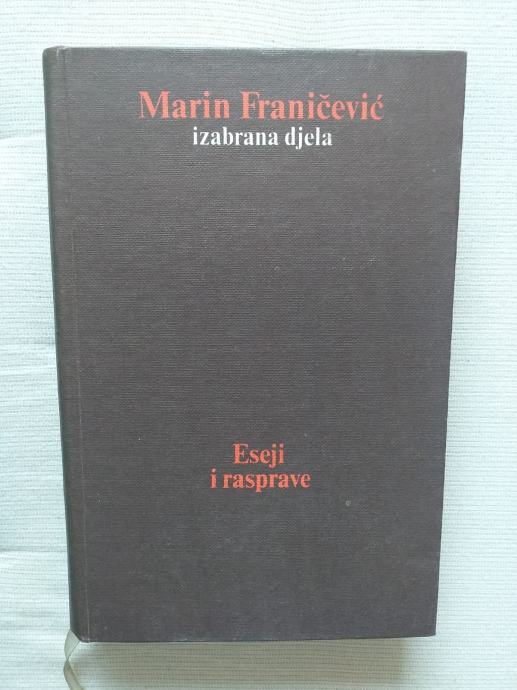 Marin Franičević
izabrana djela
Eseji
i rasprave